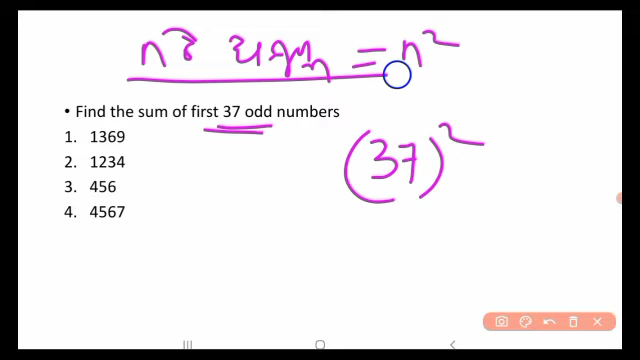 = n²
• Find the sum of first 37 odd numbers
1. 1369
2. 1234
3. 456
4. 4567
(37)²